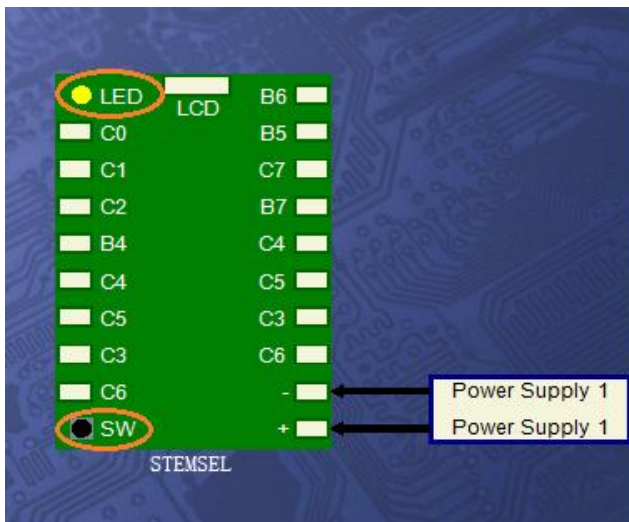 LED
LCD
B6
C0
B5
C1
C7
C2
B7
B4
C4
C4
C5
C5
C3
C3
C6
C6
-
Power Supply 1
SW
+
Power Supply 1
STEMSEL